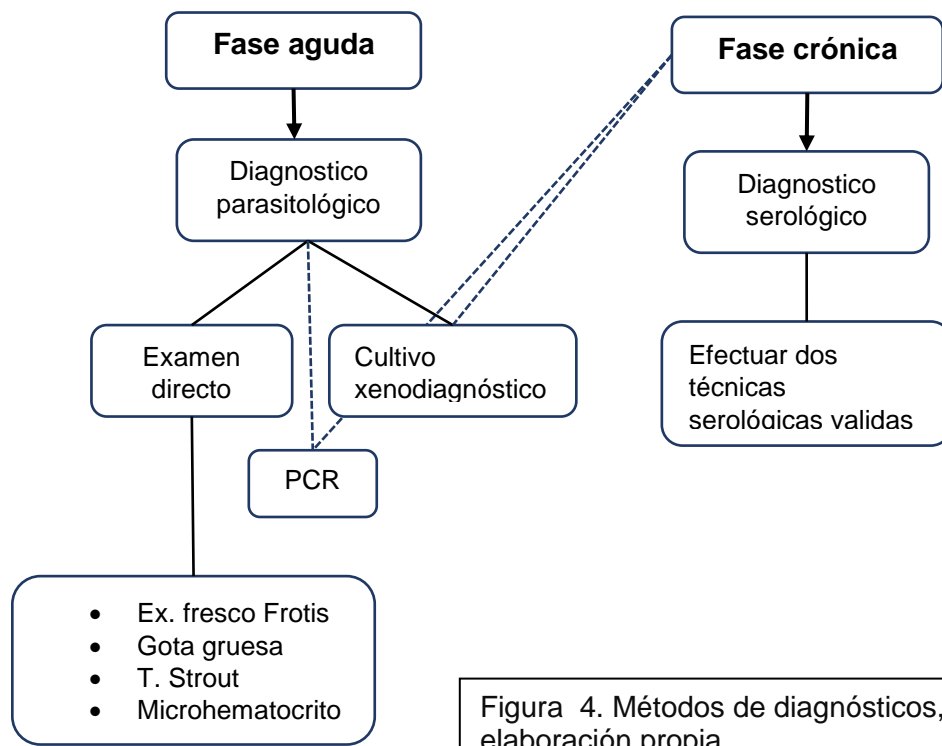 Fase aguda
Fase crónica
Diagnostico
parasitológico
Diagnostico
serológico
Examen
directo
Cultivo
xenodiagnóstico
Efectuar dos
técnicas
serológicas validas
PCR
• Ex. fresco Frotis
• Gota gruesa
• T. Strout
• Microhematocrito
Figura 4. Métodos de diagnósticos,
elaboración propia